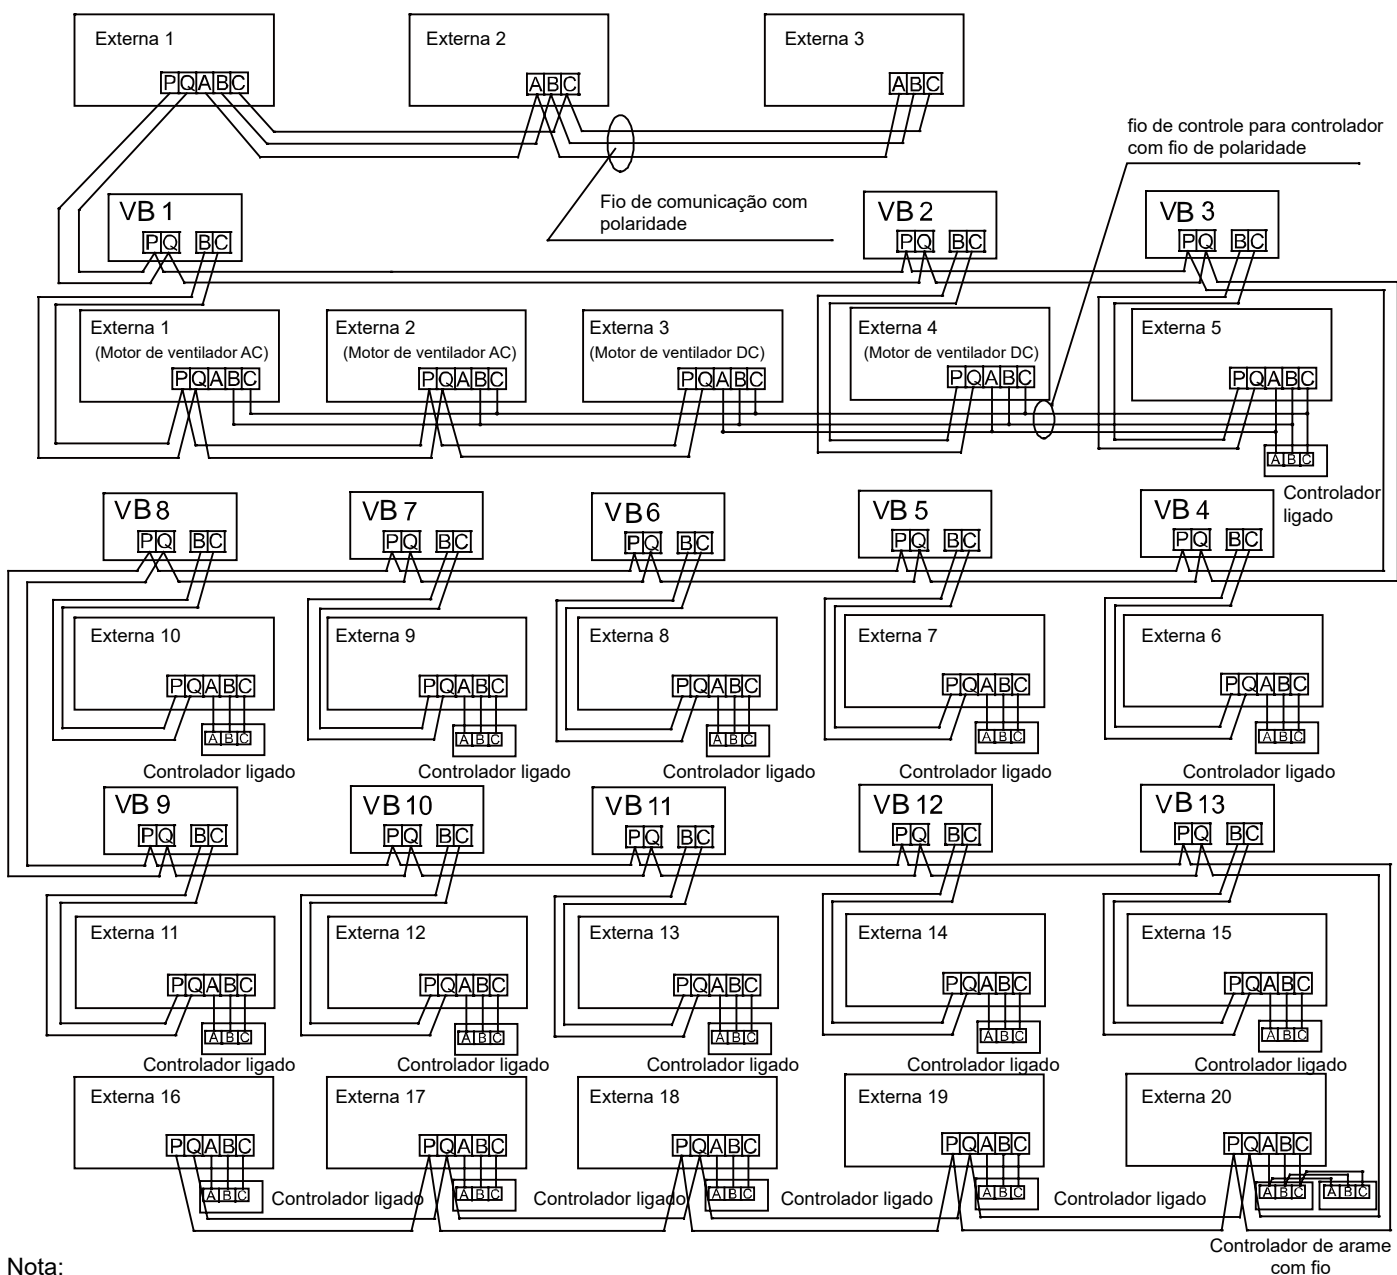 Externa 1
PQABC
Externa 2
ABC
Externa 3
ABC
fio de controle para controlador
com fio de polaridade
Fio de comunicação com
polaridade
VB 1
PQ BC
VB 2
PQ BC
VB 3
PQ BC
Externa 1
(Motor de ventilador AC)
PQABC
Externa 2
(Motor de ventilador AC)
PQABC
Externa 3
(Motor de ventilador DC)
PQABC
Externa 4
(Motor de ventilador DC)
PQABC
Externa 5
PQABC
ABC
Controlador
ligado
VB 8
PQ BC
VB 7
PQ BC
VB 6
PQ BC
VB 5
PQ BC
VB 4
PQ BC
Externa 10
PQABC
ABC
Controlador ligado
Externa 9
PQABC
ABC
Controlador ligado
Externa 8
PQABC
ABC
Controlador ligado
Externa 7
PQABC
ABC
Controlador ligado
Externa 6
PQABC
ABC
Controlador ligado
VB 9
PQ BC
VB 10
PQ BC
VB 11
PQ BC
VB 12
PQ BC
VB 13
PQ BC
Externa 11
PQABC
ABC
Controlador ligado
Externa 12
PQABC
ABC
Controlador ligado
Externa 13
PQABC
ABC
Controlador ligado
Externa 14
PQABC
ABC
Controlador ligado
Externa 15
PQABC
ABC
Controlador ligado
Externa 16
PQABC
ABC
Controlador ligado
Externa 17
PQABC
ABC
Controlador ligado
Externa 18
PQABC
ABC
Controlador ligado
Externa 19
PQABC
ABC
Controlador ligado
Externa 20
PQABC
ABC ABC
Controlador de arame
com fio
Nota: